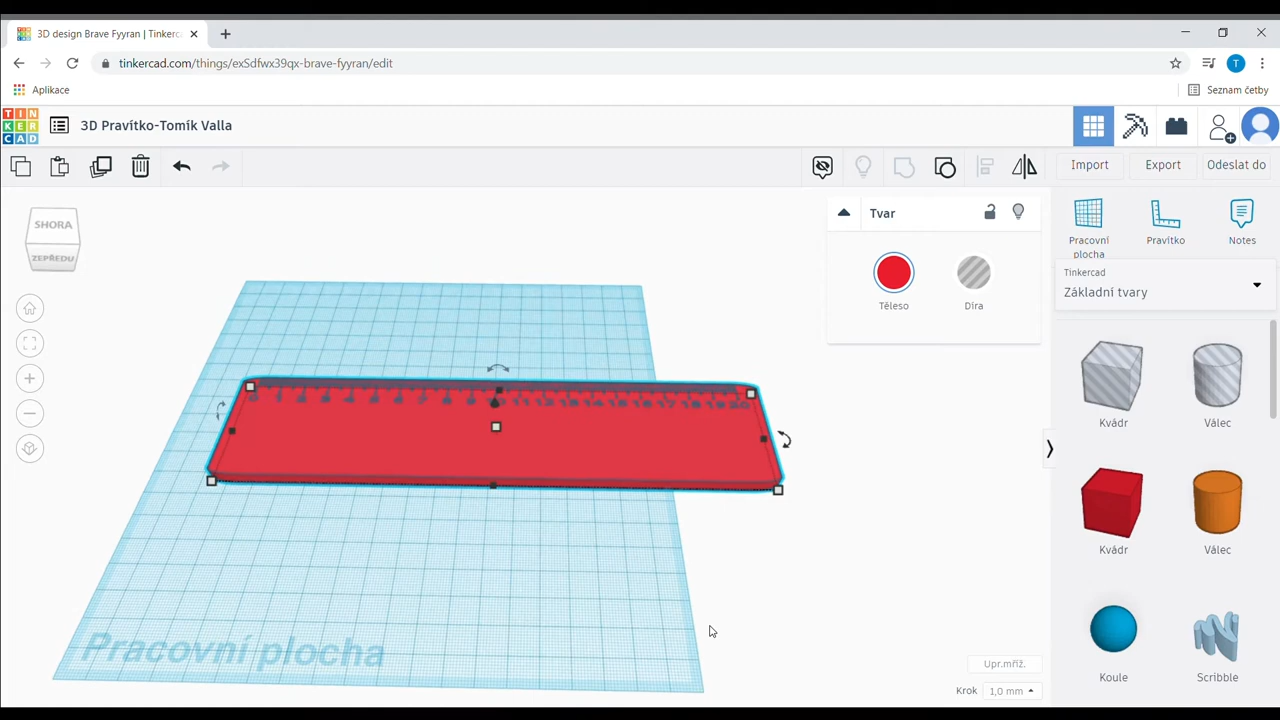 3D design Brave Fyyran | Tinkerc
tinkercad.com/things/exSdfwx39qx-brave-fyyran/edit
Aplikace
Seznam četby
TIN
KER
CAD
3D Pravítko-Tomík Valla
Import
Export
Odeslat do
SHORA
ZEPŘEDU
Tvar
Těleso
Díra
Pracovní
plocha
Pravítko
Notes
Tinkercad
Základní tvary
Kvádr
Válec
Kvádr
Válec
Koule
Scribble
Pracovní plocha
Upr.mříž.
Krok
1,0 mm
T